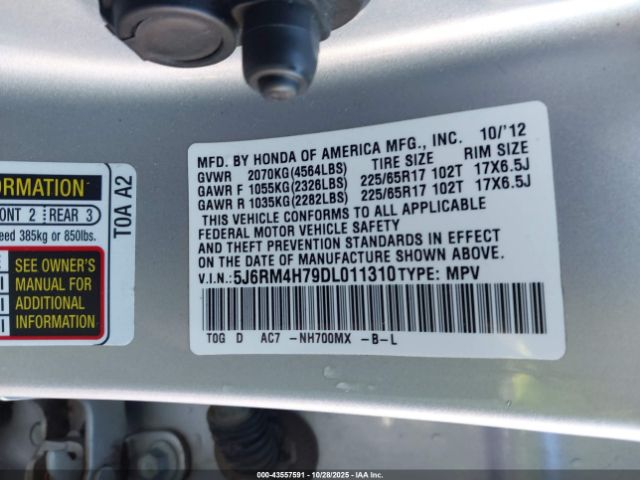 MFD. BY HONDA OF AMERICA MFG., INC. 10/'12
GVWR 2070KG(4564LBS) TIRE SIZE RIM SIZE
GAWR F 1055KG(2326LBS) 225/65R17 102T 17X6.5J
GAWR R 1035KG(2282LBS) 225/65R17 102T 17X6.5J
THIS VEHICLE CONFORMS TO ALL APPLICABLE
FEDERAL MOTOR VEHICLE SAFETY
AND THEFT PREVENTION STANDARDS IN EFFECT
ON THE DATE OF MANUFACTURE SHOWN ABOVE.
V.I.N.: 5J6RM4H79DL011310 TYPE: MPV
TOG D AC7 -NH700MX -B-L
ORMATION
ONT 2 REAR 3
eed 385kg or 850lbs.
SEE OWNER'S
MANUAL FOR
ADDITIONAL
INFORMATION
T0A A2
000-43557591 | 10/28/2025 | IAAI.COM